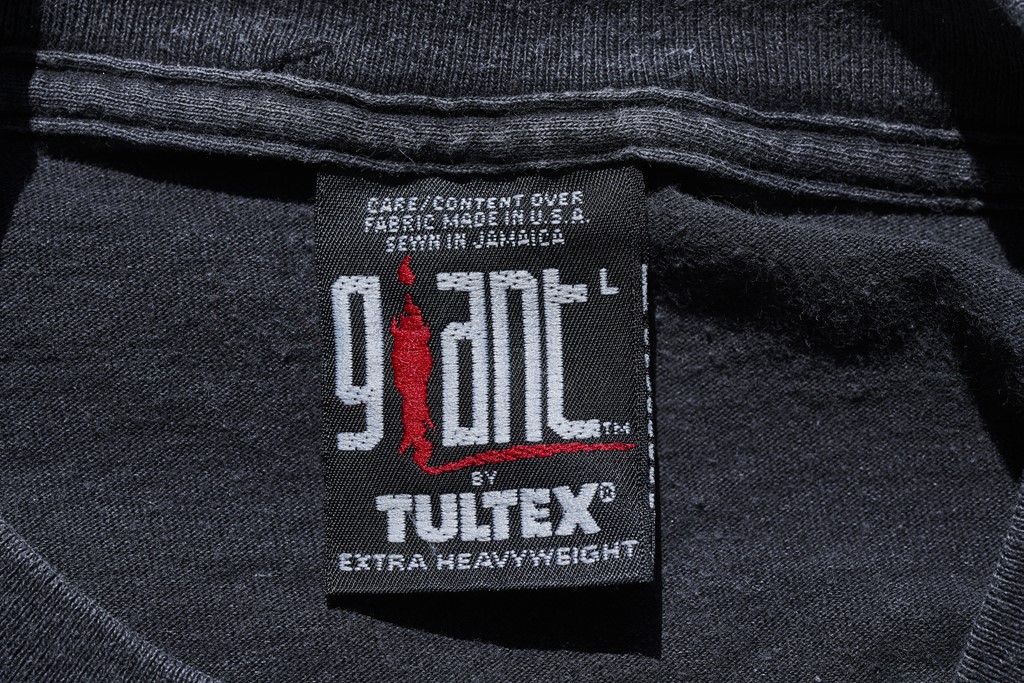 CARE/CONTENT OVER
FABRIC MADE IN U.S.A.
SEWN IN JAMAICA
giant L
TM
BY
TULTEX®
EXTRA HEAVYWEIGHT